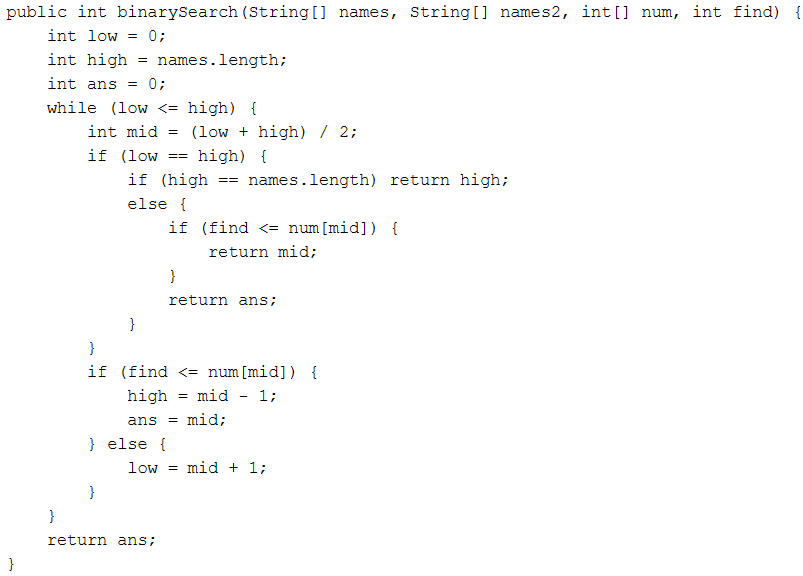 public int binarySearch(String[] names, String[] names2, int[] num, int find) {
    int low = 0;
    int high = names.length;
    int ans = 0;
    while (low <= high) {
        int mid = (low + high) / 2;
        if (low == high) {
            if (high == names.length) return high;
            else {
                if (find <= num[mid]) {
                    return mid;
                }
                return ans;
            }
        }
        if (find <= num[mid]) {
            high = mid - 1;
            ans = mid;
        } else {
            low = mid + 1;
        }
    }
    return ans;
}